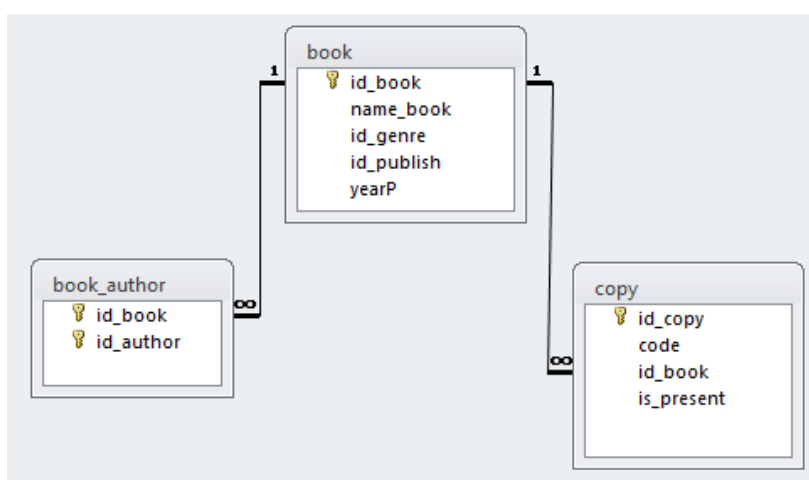 book
1
1
id_book
name_book
id_genre
id_publish
yearP
book_author
id_book
id_author
∞
copy
id_copy
code
id_book
is_present
∞